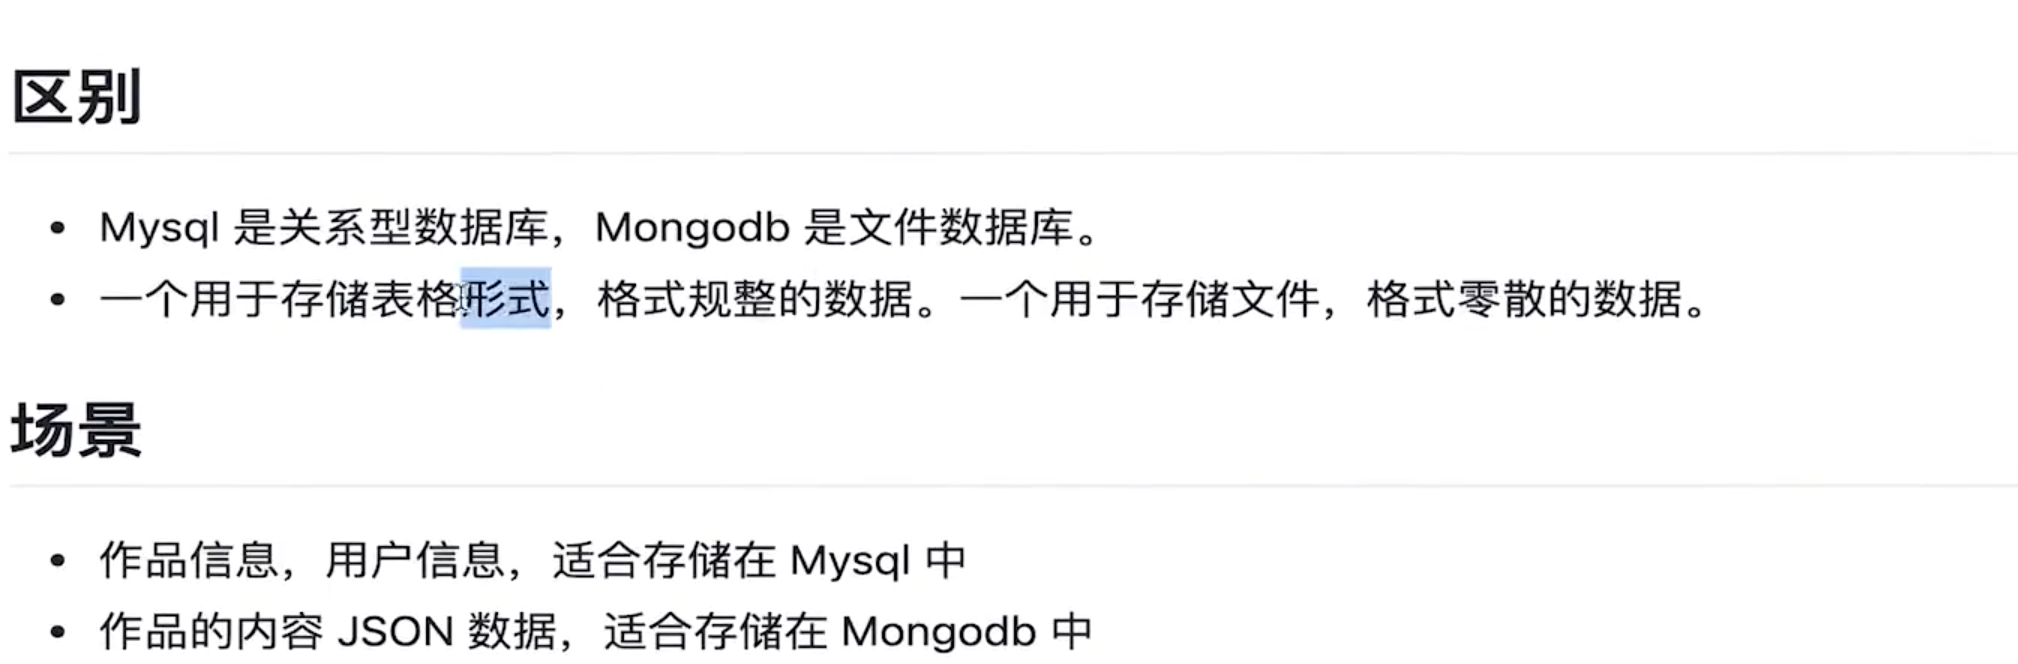 区别
Mysql 是关系型数据库，Mongodb 是文件数据库。
一个用于存储表格形式，格式规整的数据。一个用于存储文件，格式零散的数据。
场景
作品信息，用户信息，适合存储在 Mysql 中
作品的内容 JSON 数据，适合存储在 Mongodb 中